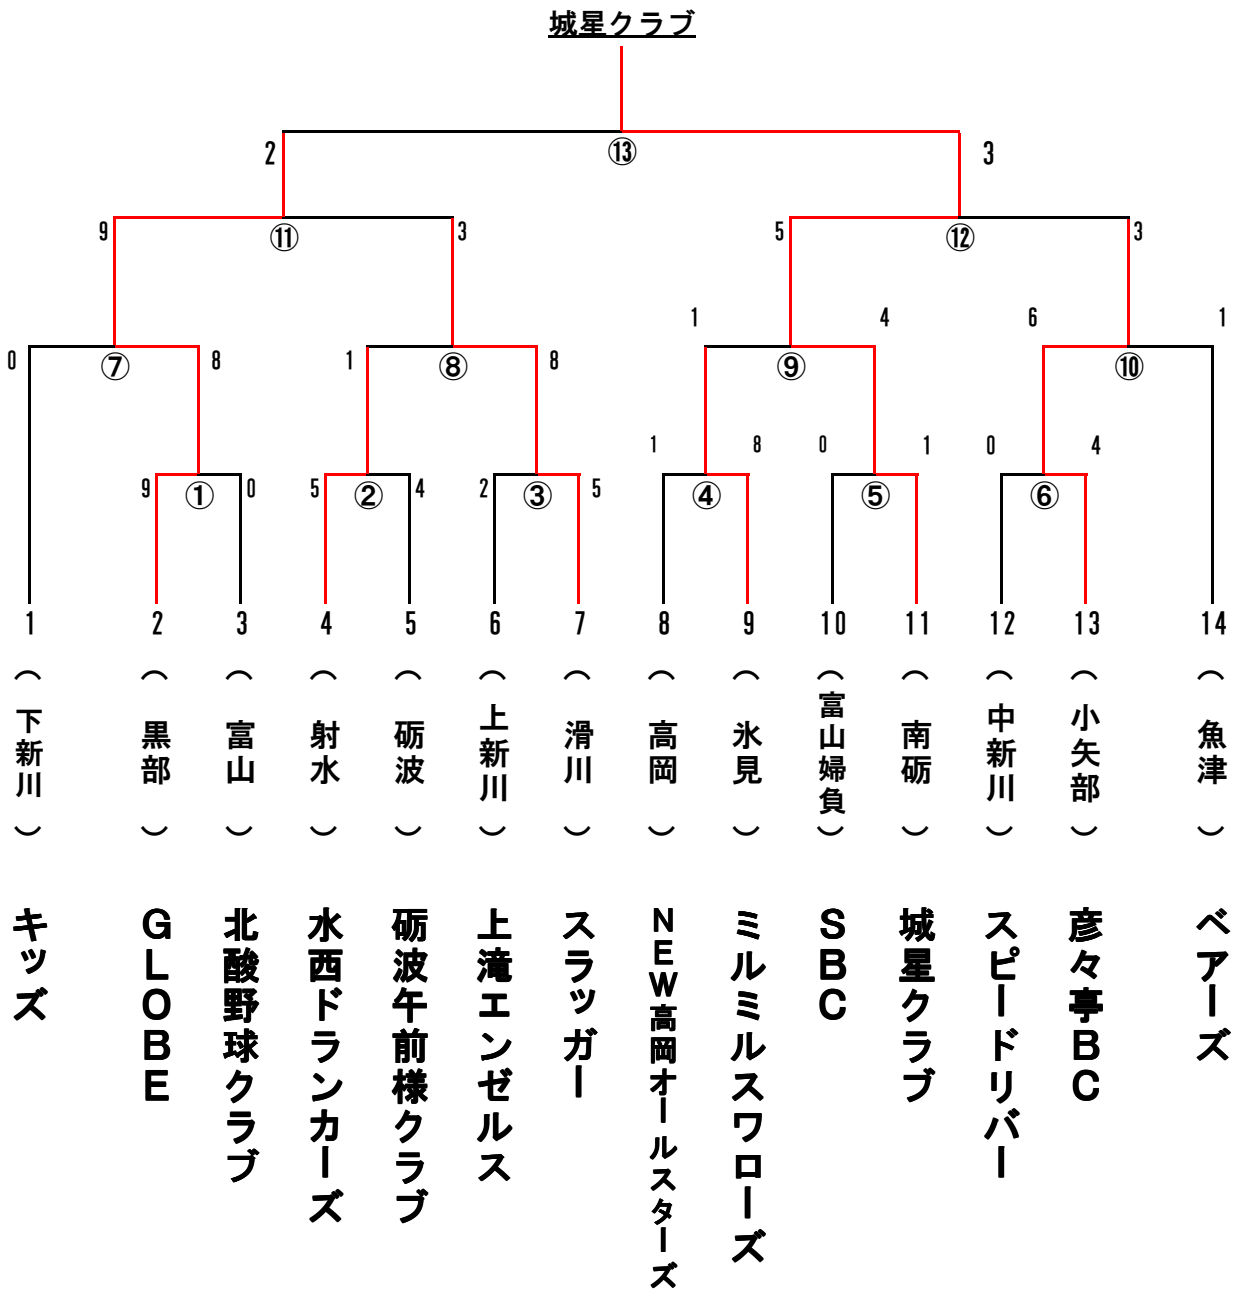 城星クラブ
2
⑬
3
9
⑪
3
5
⑫
3
1
4
6
1
0
⑦
8
1
⑧
8
⑨
⑩
1
8
0
1
0
4
9
①
0
5
②
4
2
③
5
④
⑤
⑥
1
2
3
4
5
6
7
8
9
10
11
12
13
14
（下新川）
（黒部）
（富山）
（射水）
（砺波）
（上新川）
（滑川）
（高岡）
（氷見）
（富山婦負）
（南砺）
（中新川）
（小矢部）
（魚津）
キッズ
GLOBE
北酸野球クラブ
水西ドランカーズ
砺波午前様クラブ
上滝エンゼルス
スラッガー
NEW高岡オールスターズ
ミルミルスワローズ
SBC
城星クラブ
スピードリバー
彦々亭BC
ベアーズ